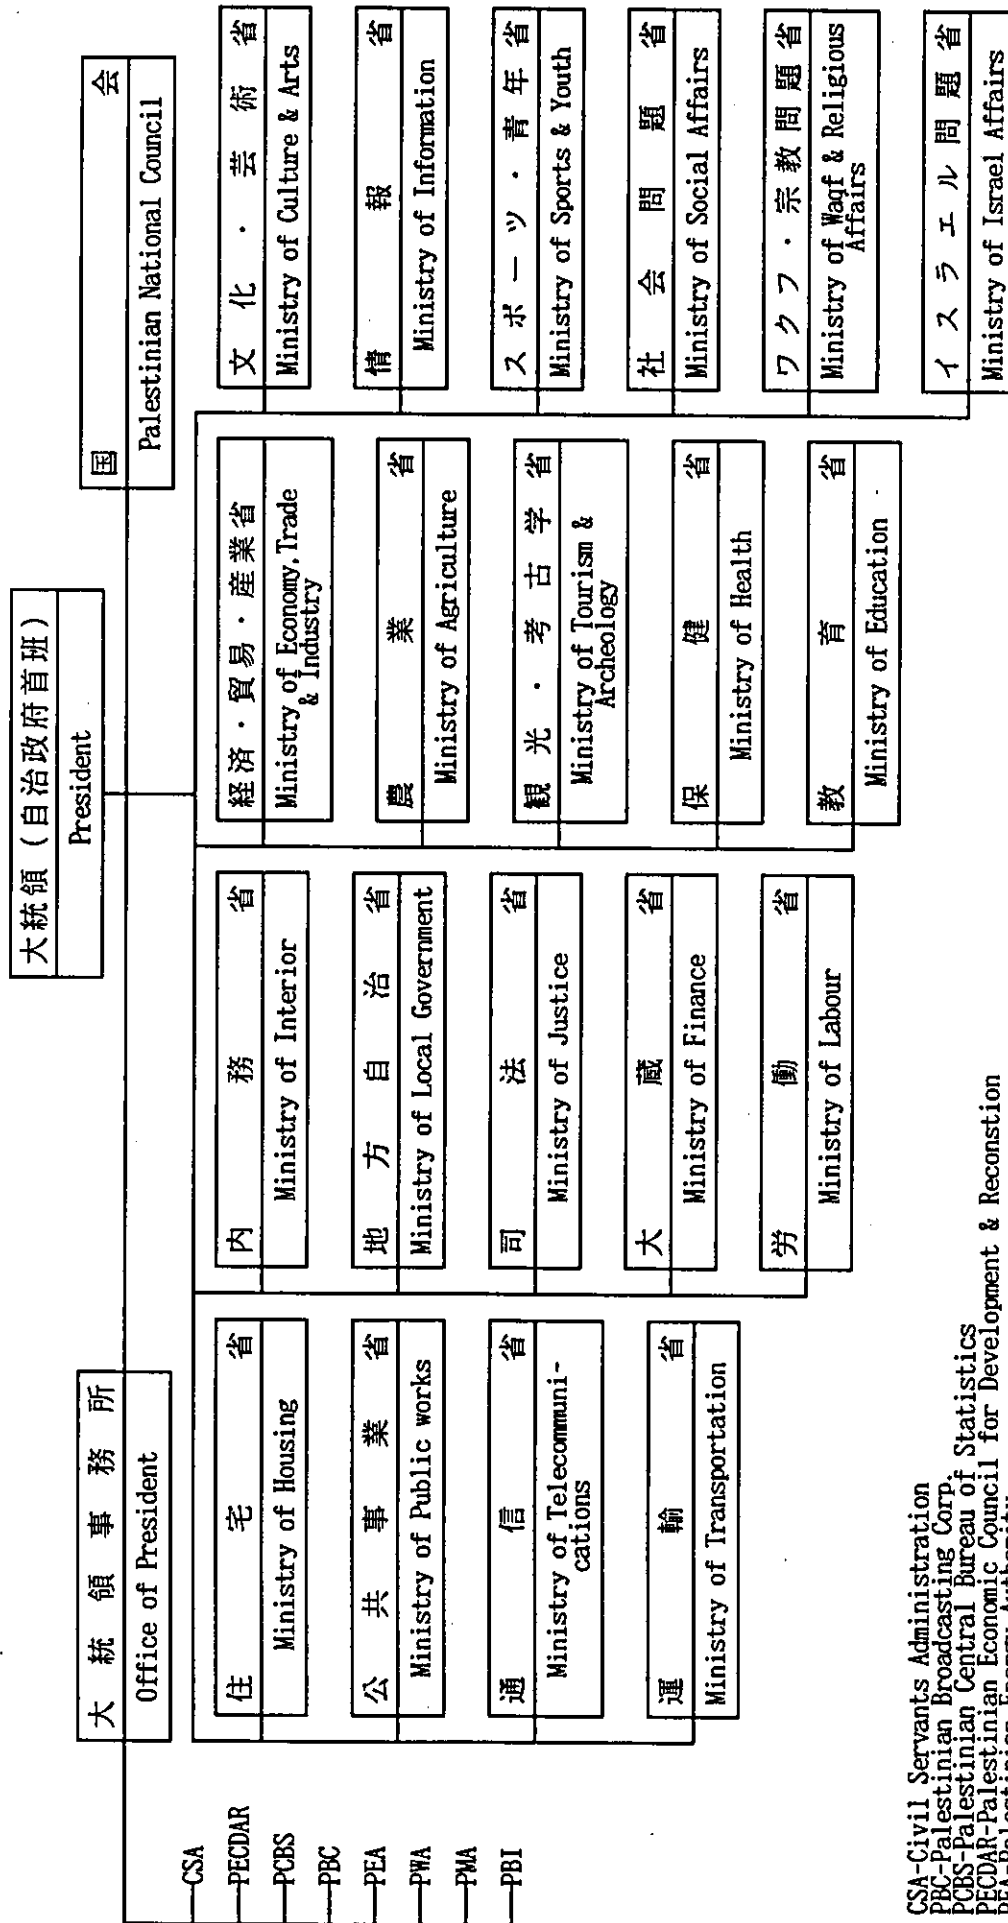 大統領（自治政府首班）
President
大統領事務所
Office of President
国会
Palestinian National Council
CSA
PECDAR
PCBS
PBC
PEA
PWA
PMA
PBI
住宅省
Ministry of Housing
公共事業省
Ministry of Public works
通信省
Ministry of Telecommuni-
cations
運輸省
Ministry of Transportation
内務省
Ministry of Interior
地方自治省
Ministry of Local Government
司法省
Ministry of Justice
大蔵省
Ministry of Finance
労働省
Ministry of Labour
経済・貿易・産業省
Ministry of Economy,Trade
& Industry
農業省
Ministry of Agriculture
観光・考古学省
Ministry of Tourism &
Archeology
保健省
Ministry of Health
教育省
Ministry of Education
文化・芸術省
Ministry of Culture & Arts
情報省
Ministry of Information
スポーツ・青年省
Ministry of Sports & Youth
社会問題省
Ministry of Social Affairs
ワクフ・宗教問題省
Ministry of Waqf & Religious
Affairs
イスラエル問題省
Ministry of Israel Affairs
CSA-Civil Servants Administration
PBC-Palestinian Broadcasting Corp.
PCBS-Palestinian Central Bureau of Statistics
PECDAR-Palestinian Economic Council for Development & Reconstion
PEA-Palestinian Energy Authority